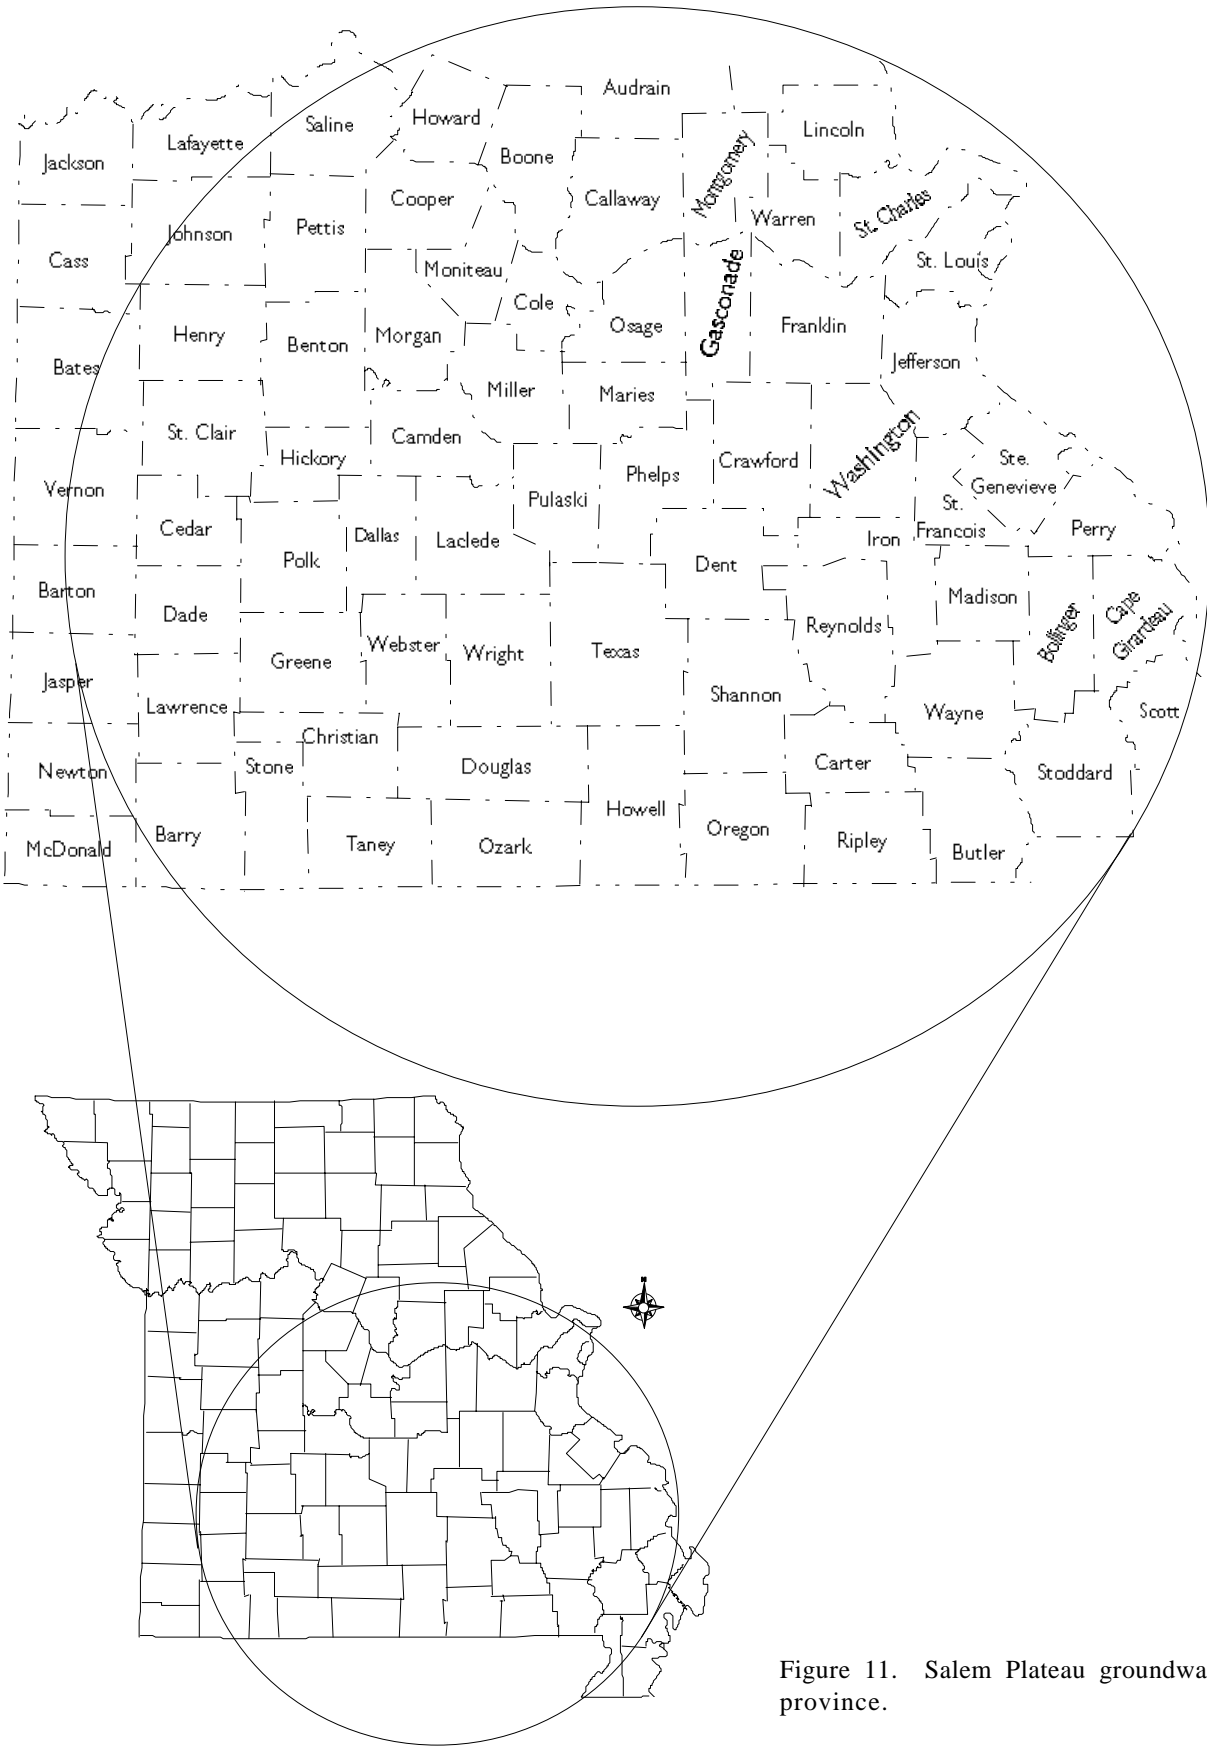 Audrain
Howard
Saline
Lincoln
Lafayette
Boone
Jackson
Montgomery
Cooper
Callaway
St. Charles
Warren
Pettis
Johnson
Cass
St. Louis
Moniteau
Gasconade
Cole
Osage
Franklin
Henry
Morgan
Benton
Jefferson
Bates
Miller
Maries
St. Clair
Camden
Washington
Hickory
Crawford
Ste.
Genevieve
Phelps
Vernon
Pulaski
St.
Francois
Cedar
Dallas
Laclede
Iron
Perry
Polk
Dent
Barton
Madison
Cape
Girardeau
Dade
Reynolds
Bollinger
Webster
Wright
Texas
Greene
Jasper
Shannon
Lawrence
Wayne
Scott
Christian
Stone
Douglas
Carter
Newton
Stoddard
Howell
Oregon
Barry
Taney
Ozark
Ripley
Butler
McDonald
N
Figure 11. Salem Plateau groundwa
province.